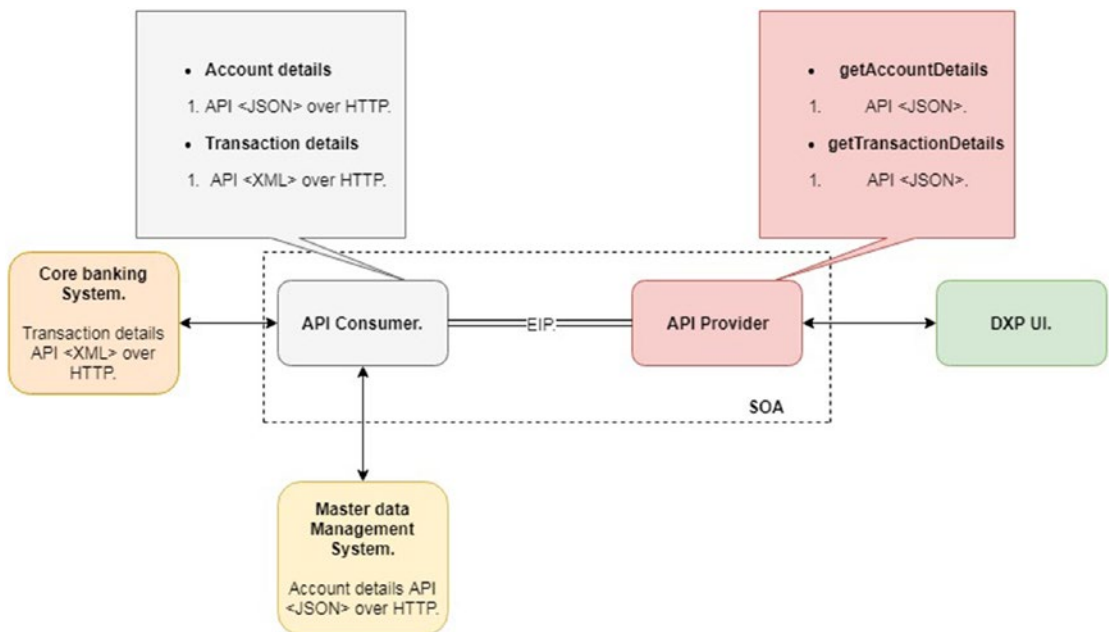 • Account details
1. API <JSON> over HTTP.
• Transaction details
1. API <XML> over HTTP.
• getAccountDetails
1. API <JSON>.
• getTransactionDetails
1. API <JSON>.
Core banking
System.
Transaction details
API <XML> over
HTTP.
API Consumer.
EIP.
API Provider
DXP UI.
SOA
Master data
Management
System.
Account details API
<JSON> over HTTP.